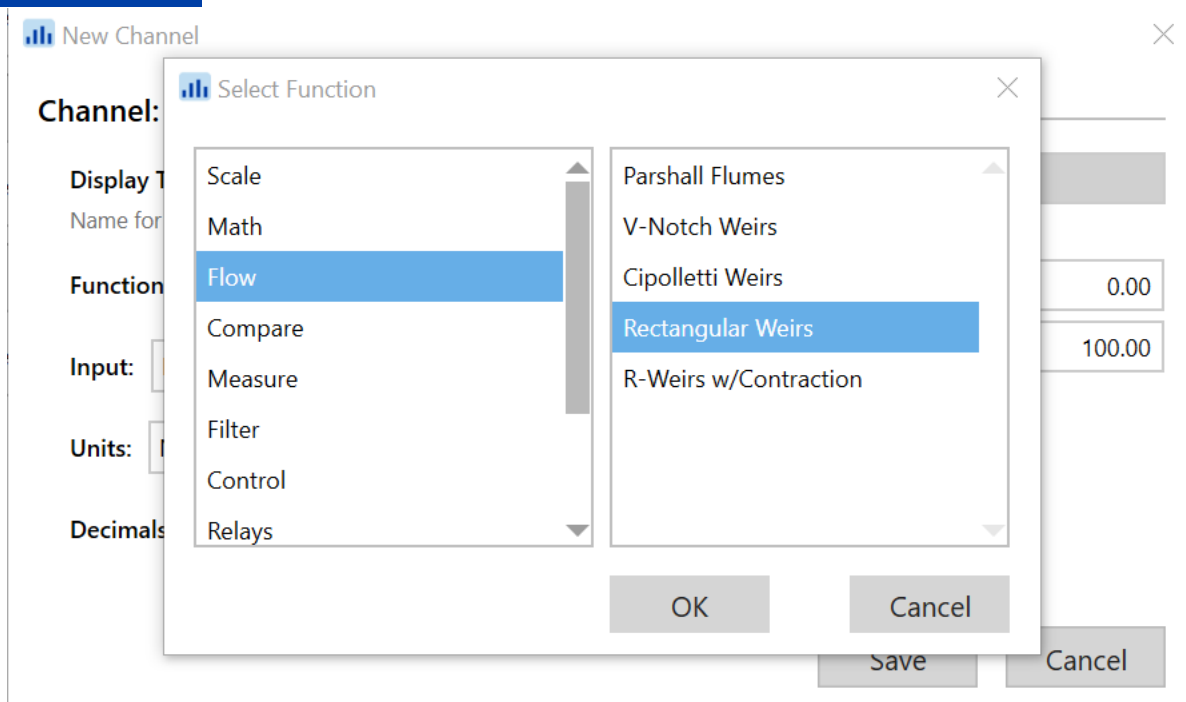 New Channel
Select Function
Channel:
Display
Name for
Function
0.00
100.00
Input:
Units:
Decimals
Scale
Math
Flow
Compare
Measure
Filter
Control
Relays
Parshall Flumes
V-Notch Weirs
Cipolletti Weirs
Rectangular Weirs
R-Weirs w/Contraction
OK
Cancel
Save
Cancel